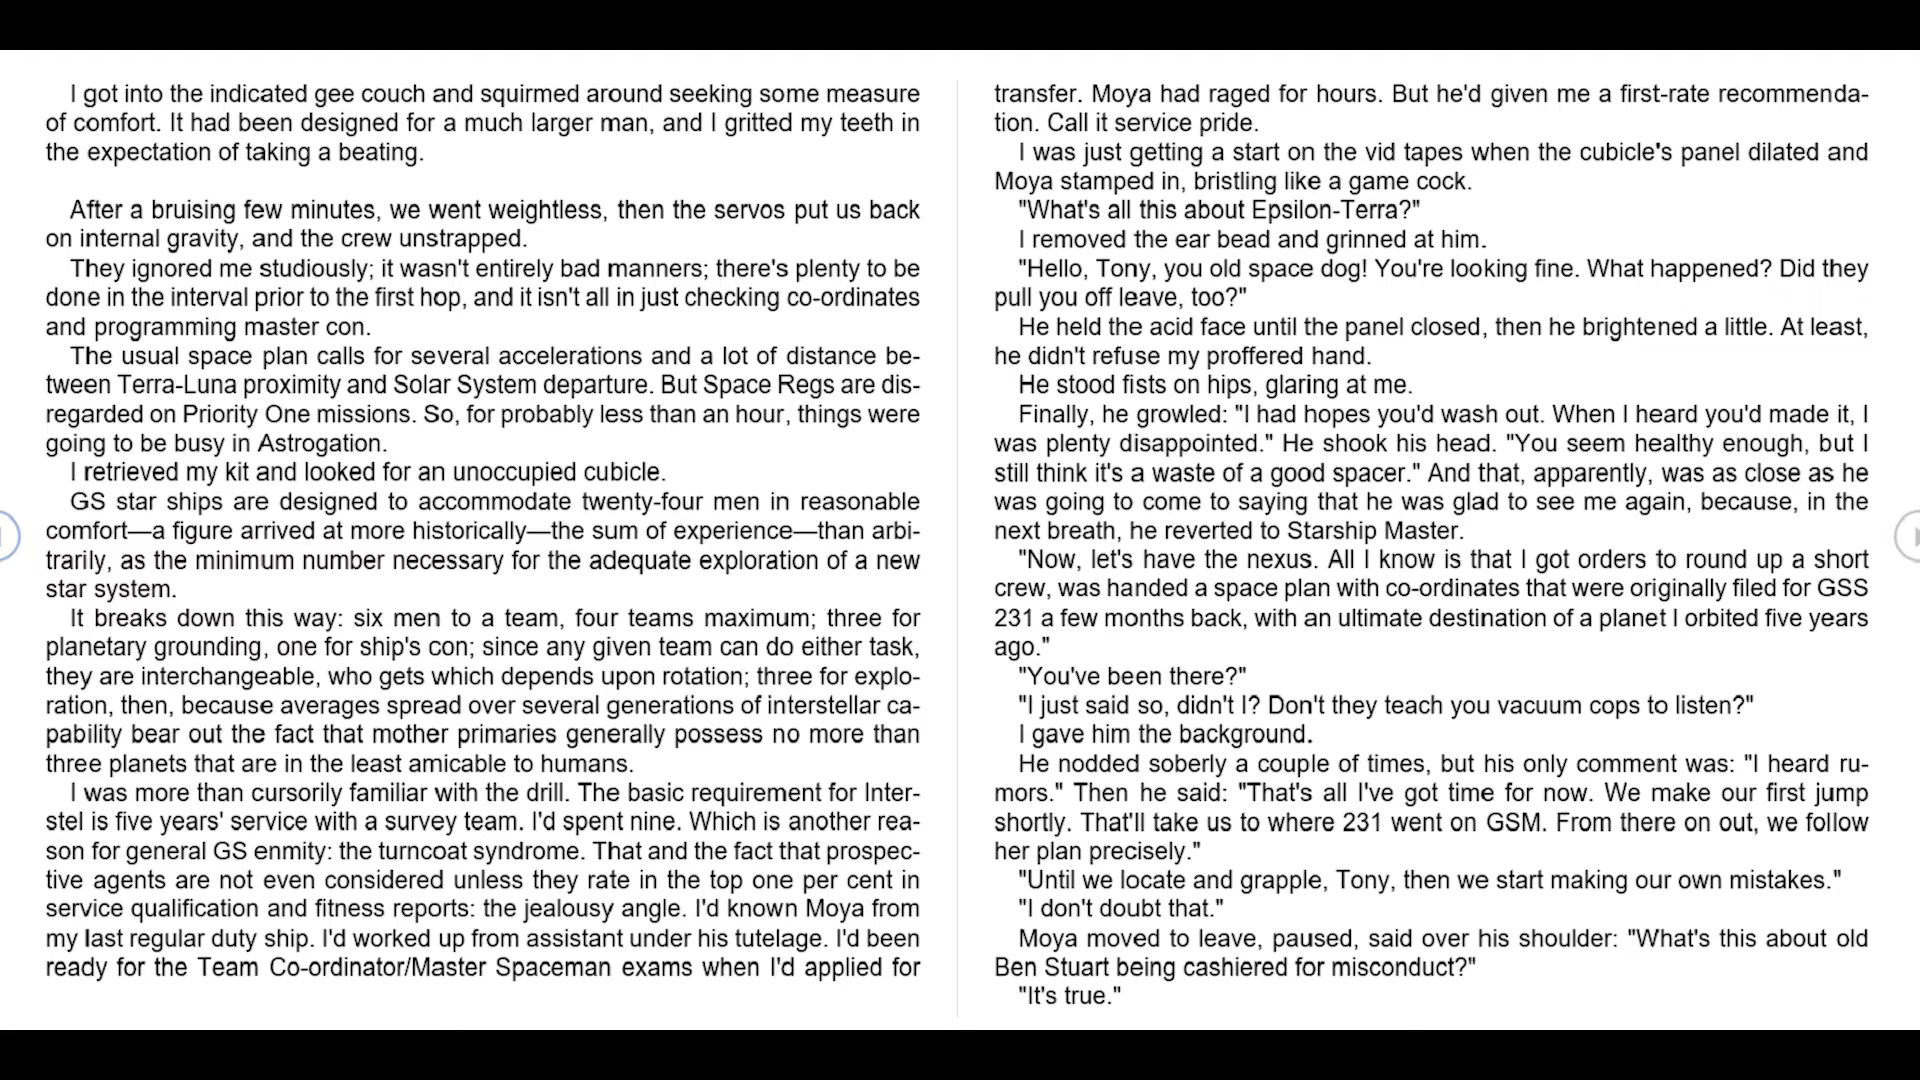 I got into the indicated gee couch and squirmed around seeking some measure
of comfort. It had been designed for a much larger man, and I gritted my teeth in
the expectation of taking a beating.
After a bruising few minutes, we went weightless, then the servos put us back
on internal gravity, and the crew unstrapped.
They ignored me studiously; it wasn't entirely bad manners; there's plenty to be
done in the interval prior to the first hop, and it isn't all in just checking co-ordinates
and programming master con.
The usual space plan calls for several accelerations and a lot of distance be-
tween Terra-Luna proximity and Solar System departure. But Space Regs are dis-
regarded on Priority One missions. So, for probably less than an hour, things were
going to be busy in Astrogation.
I retrieved my kit and looked for an unoccupied cubicle.
GS star ships are designed to accommodate twenty-four men in reasonable
comfort—a figure arrived at more historically—the sum of experience—than arbi-
trarily, as the minimum number necessary for the adequate exploration of a new
star system.
It breaks down this way: six men to a team, four teams maximum; three for
planetary grounding, one for ship's con; since any given team can do either task,
they are interchangeable, who gets which depends upon rotation; three for explo-
ration, then, because averages spread over several generations of interstellar ca-
pability bear out the fact that mother primaries generally possess no more than
three planets that are in the least amicable to humans.
I was more than cursorily familiar with the drill. The basic requirement for Inter-
stel is five years' service with a survey team. I'd spent nine. Which is another rea-
son for general GS enmity: the turncoat syndrome. That and the fact that prospec-
tive agents are not even considered unless they rate in the top one per cent in
service qualification and fitness reports: the jealousy angle. I'd known Moya from
my last regular duty ship. I'd worked up from assistant under his tutelage. I'd been
ready for the Team Co-ordinator/Master Spaceman exams when I'd applied for
transfer. Moya had raged for hours. But he'd given me a first-rate recommenda-
tion. Call it service pride.
I was just getting a start on the vid tapes when the cubicle's panel dilated and
Moya stamped in, bristling like a game cock.
"What's all this about Epsilon-Terra?"
I removed the ear bead and grinned at him.
"Hello, Tony, you old space dog! You're looking fine. What happened? Did they
pull you off leave, too?"
He held the acid face until the panel closed, then he brightened a little. At least,
he didn't refuse my proffered hand.
He stood fists on hips, glaring at me.
Finally, he growled: "I had hopes you'd wash out. When I heard you'd made it, I
was plenty disappointed." He shook his head. "You seem healthy enough, but I
still think it's a waste of a good spacer." And that, apparently, was as close as he
was going to come to saying that he was glad to see me again, because, in the
next breath, he reverted to Starship Master.
"Now, let's have the nexus. All I know is that I got orders to round up a short
crew, was handed a space plan with co-ordinates that were originally filed for GSS
231 a few months back, with an ultimate destination of a planet I orbited five years
ago."
"You've been there?"
"I just said so, didn't I? Don't they teach you vacuum cops to listen?"
I gave him the background.
He nodded soberly a couple of times, but his only comment was: "I heard ru-
mors." Then he said: "That's all I've got time for now. We make our first jump
shortly. That'll take us to where 231 went on GSM. From there on out, we follow
her plan precisely."
"Until we locate and grapple, Tony, then we start making our own mistakes."
"I don't doubt that."
Moya moved to leave, paused, said over his shoulder: "What's this about old
Ben Stuart being cashiered for misconduct?"
"It's true."